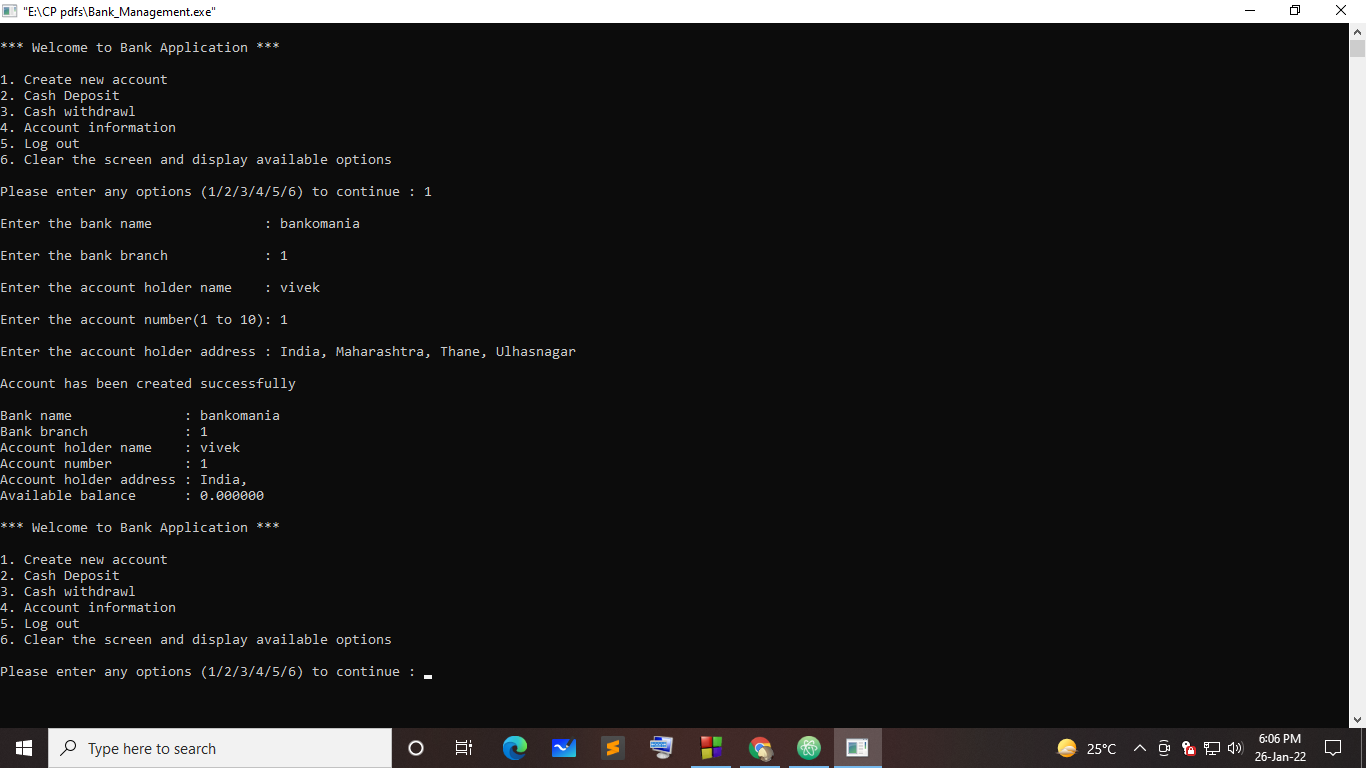 "E:\CP pdfs\Bank_Management.exe"
*** Welcome to Bank Application ***
1. Create new account
2. Cash Deposit
3. Cash withdrawl
4. Account information
5. Log out
6. Clear the screen and display available options
Please enter any options (1/2/3/4/5/6) to continue : 1
Enter the bank name              : bankomania
Enter the bank branch            : 1
Enter the account holder name    : vivek
Enter the account number(1 to 10): 1
Enter the account holder address : India, Maharashtra, Thane, Ulhasnagar
Account has been created successfully
Bank name              : bankomania
Bank branch            : 1
Account holder name    : vivek
Account number         : 1
Account holder address : India,
Available balance      : 0.000000
*** Welcome to Bank Application ***
1. Create new account
2. Cash Deposit
3. Cash withdrawl
4. Account information
5. Log out
6. Clear the screen and display available options
Please enter any options (1/2/3/4/5/6) to continue :
Type here to search
25°C
6:06 PM
26-Jan-22